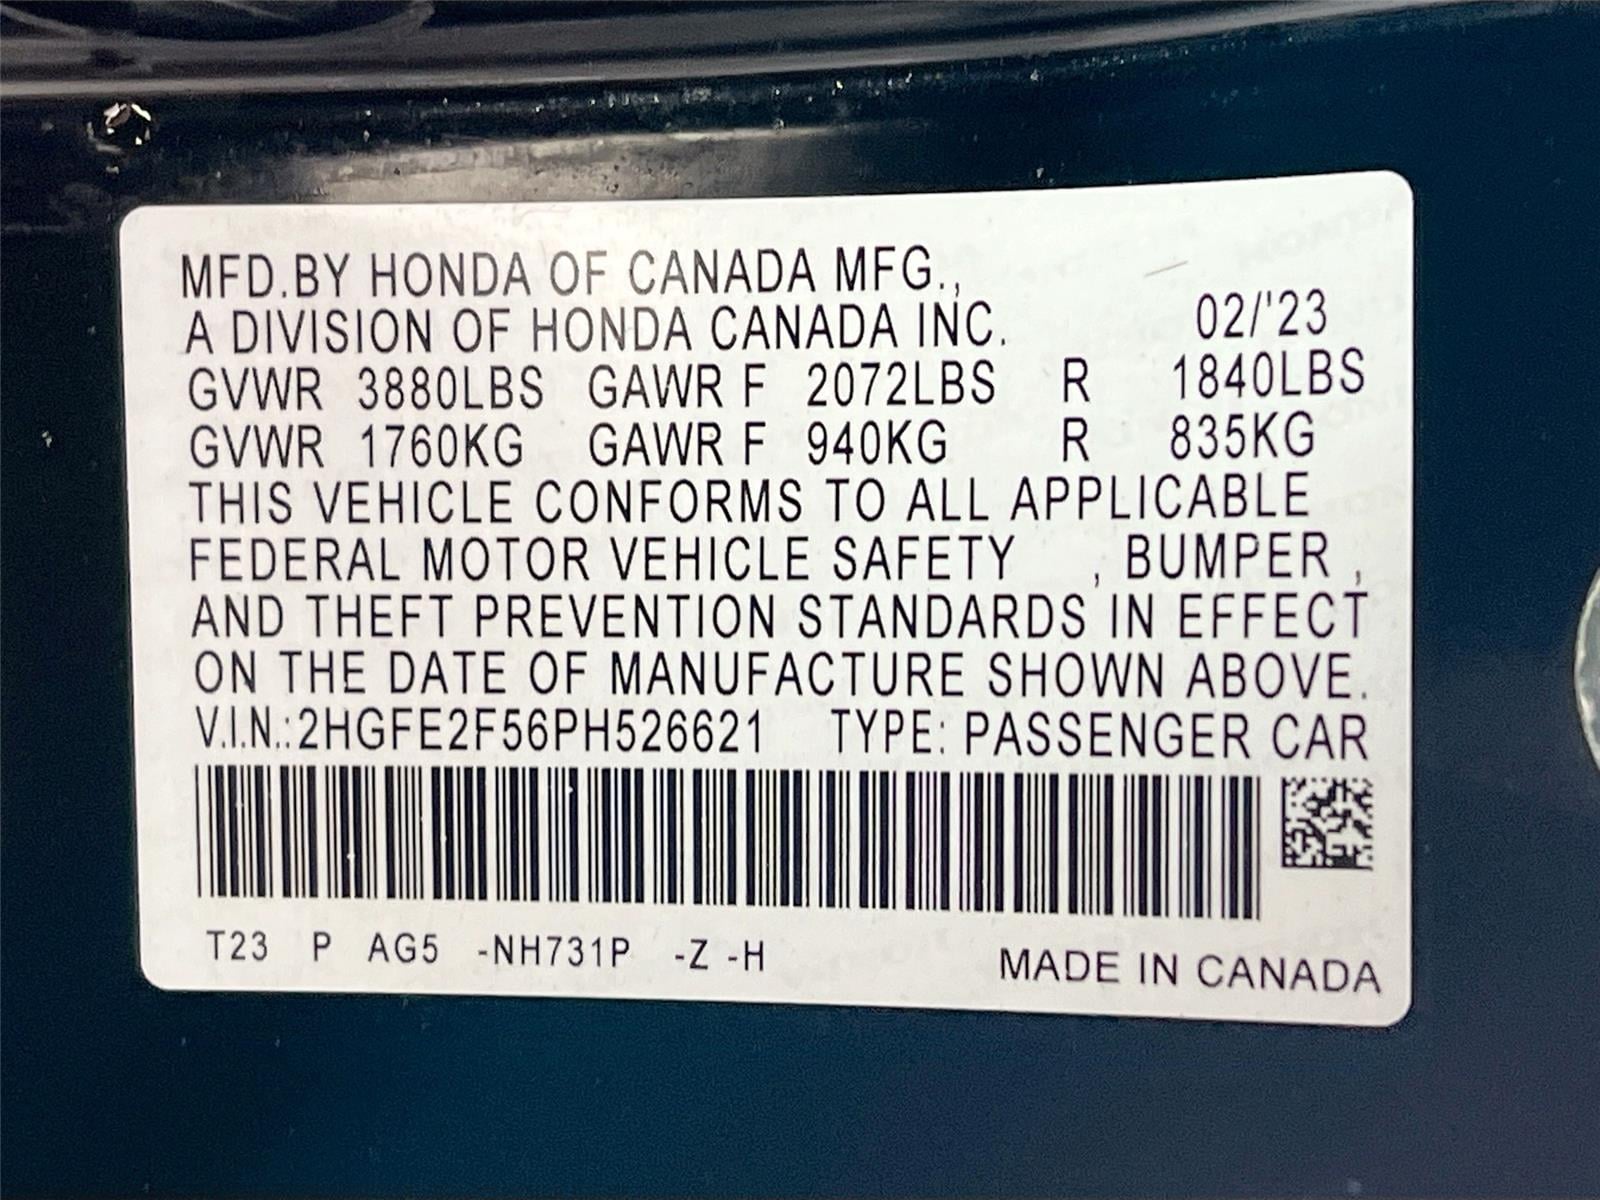 MFD.BY HONDA OF CANADA MFG.,
A DIVISION OF HONDA CANADA INC. 02/'23
GVWR 3880LBS GAWR F 2072LBS R 1840LBS
GVWR 1760KG GAWR F 940KG R 835KG
THIS VEHICLE CONFORMS TO ALL APPLICABLE
FEDERAL MOTOR VEHICLE SAFETY , BUMPER ,
AND THEFT PREVENTION STANDARDS IN EFFECT
ON THE DATE OF MANUFACTURE SHOWN ABOVE.
V.I.N.:2HGFE2F56PH526621 TYPE: PASSENGER CAR
T23 P AG5 -NH731P -Z -H MADE IN CANADA